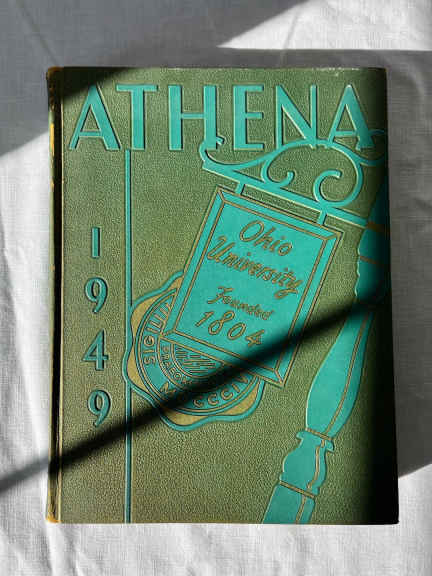 ATHENA
1949
Ohio
University
Founded
1804